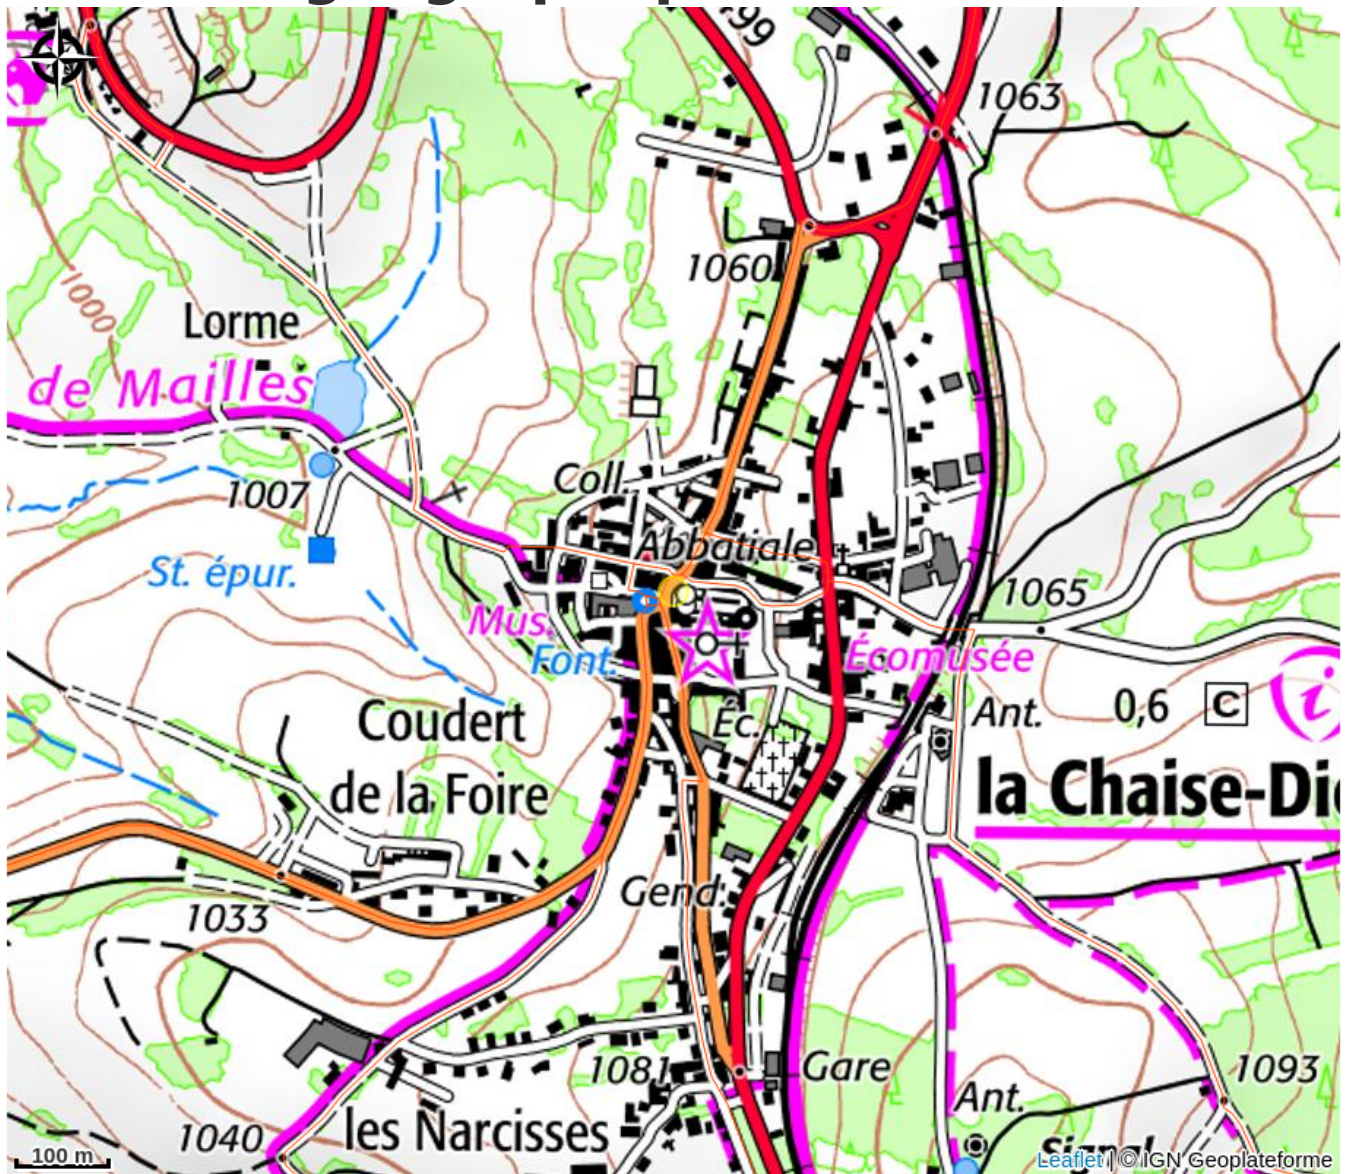 499
1063
1060
1000
Lorme
de Mailles
Coll.
1007
Abbatiale
St. épur.
1065
Mus.
Font.
Écomusée
Ant.
0,6 C
i
Éc.
Coudert
de la Foire
la Chaise-Di
Gend.
1033
1081
Gare
1093
Ant.
1040
les Narcisses
Signal
100 m
Leaflet | © IGN Geoplateforme